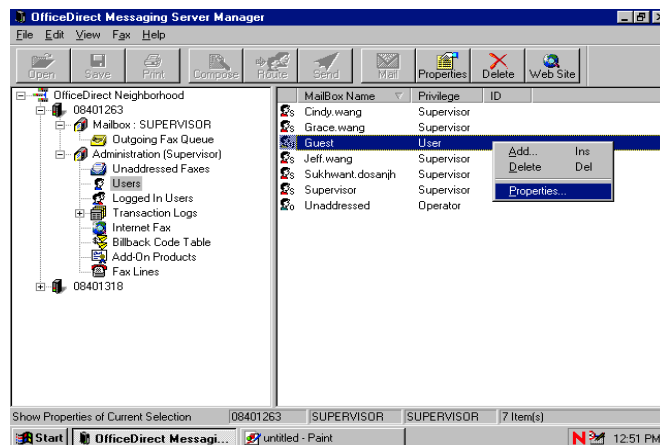 OfficeDirect Messaging Server Manager
File Edit View Fax Help
Open Save Print Compose Route Send Mail Properties Delete Web Site
OfficeDirect Neighborhood
08401263
Mailbox : SUPERVISOR
Outgoing Fax Queue
Administration (Supervisor)
Unaddressed Faxes
Users
Logged In Users
Transaction Logs
Internet Fax
Billback Code Table
Add-On Products
Fax Lines
08401318
MailBox Name Privilege ID
Cindy.wang Supervisor
Grace.wang Supervisor
Guest User
Jeff.wang Supervisor
Sukhwant.dosanjh Supervisor
Supervisor Supervisor
Unaddressed Operator
Add... Ins
Delete Del
Properties...
Show Properties of Current Selection 08401263 SUPERVISOR SUPERVISOR 7 Item(s)
Start OfficeDirect Messagi... untitled - Paint N 12:51 PM